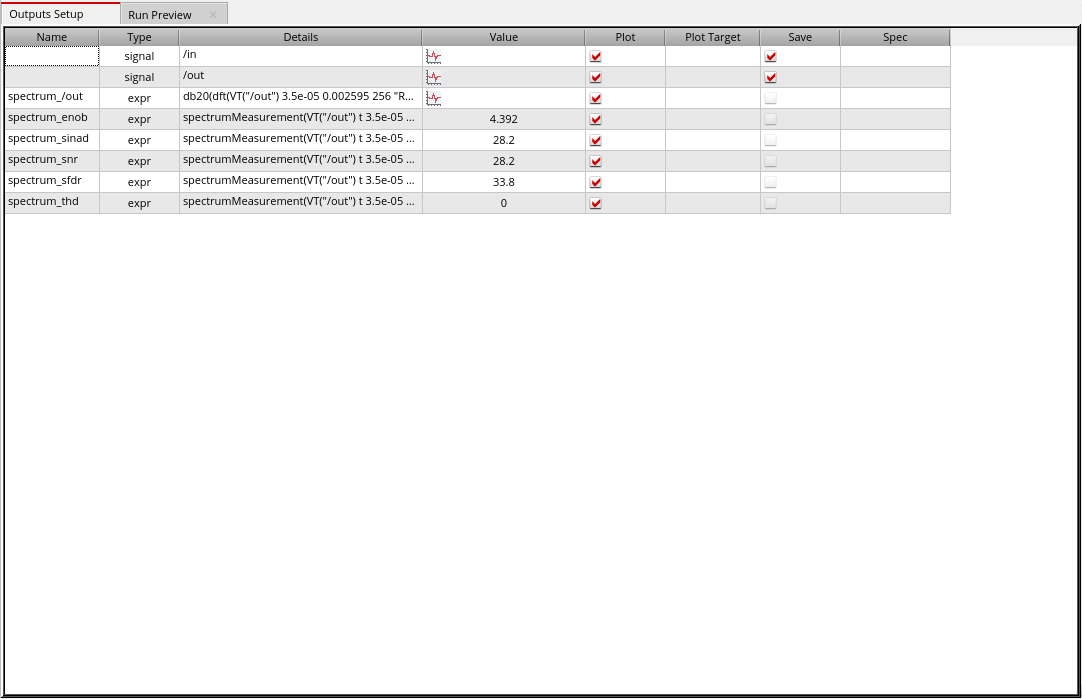 Outputs Setup Run Preview
Name Type Details Value Plot Plot Target Save Spec
signal /in
signal /out
spectrum_/out expr db20(dft(VT("/out") 3.5e-05 0.002595 256 "R...
spectrum_enob expr spectrumMeasurement(VT("/out") t 3.5e-05 ... 4.392
spectrum_sinad expr spectrumMeasurement(VT("/out") t 3.5e-05 ... 28.2
spectrum_snr expr spectrumMeasurement(VT("/out") t 3.5e-05 ... 28.2
spectrum_sfdr expr spectrumMeasurement(VT("/out") t 3.5e-05 ... 33.8
spectrum_thd expr spectrumMeasurement(VT("/out") t 3.5e-05 ... 0